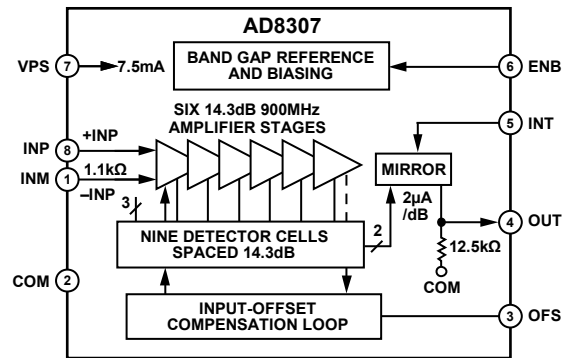 AD8307
VPS
7
7.5mA
BAND GAP REFERENCE
AND BIASING
6
ENB
SIX 14.3dB 900MHz
AMPLIFIER STAGES
5
INT
INP
8
+INP
INM
1
1.1kΩ
–INP
MIRROR
2µA
/dB
4
OUT
3
NINE DETECTOR CELLS
SPACED 14.3dB
2
12.5kΩ
COM
COM
2
INPUT-OFFSET
COMPENSATION LOOP
3
OFS